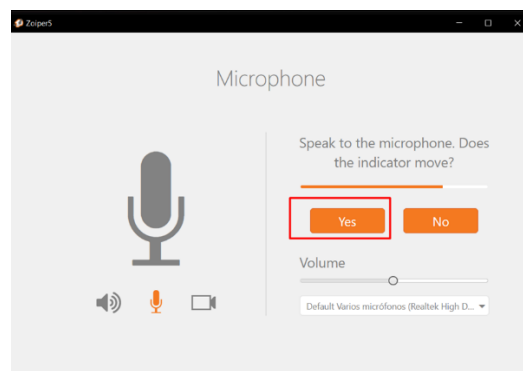 Zoiper5
Microphone
Speak to the microphone. Does
the indicator move?
Yes
No
Volume
Default Varios micrófonos (Realtek High D...